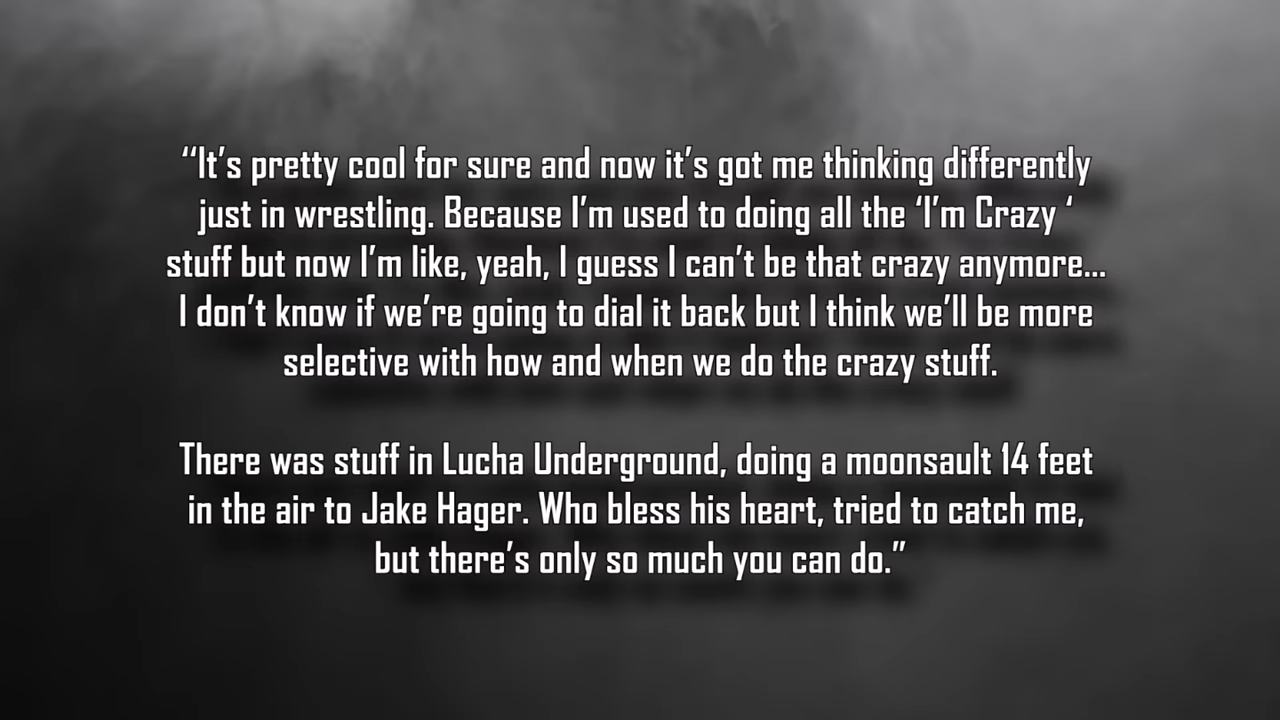 “It’s pretty cool for sure and now it’s got me thinking differently
just in wrestling. Because I’m used to doing all the ‘I’m Crazy ‘
stuff but now I’m like, yeah, I guess I can’t be that crazy anymore...
I don’t know if we’re going to dial it back but I think we’ll be more
selective with how and when we do the crazy stuff.
There was stuff in Lucha Underground, doing a moonsault 14 feet
in the air to Jake Hager. Who bless his heart, tried to catch me,
but there’s only so much you can do.”